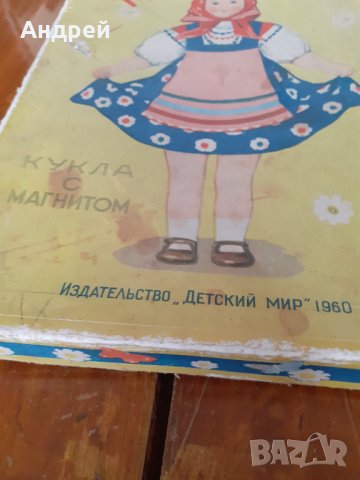 Андрей
КУКЛА
С
МАГНИТОМ
ИЗДАТЕЛЬСТВО „ДЕТСКИЙ МИР" 1960
BAZAR